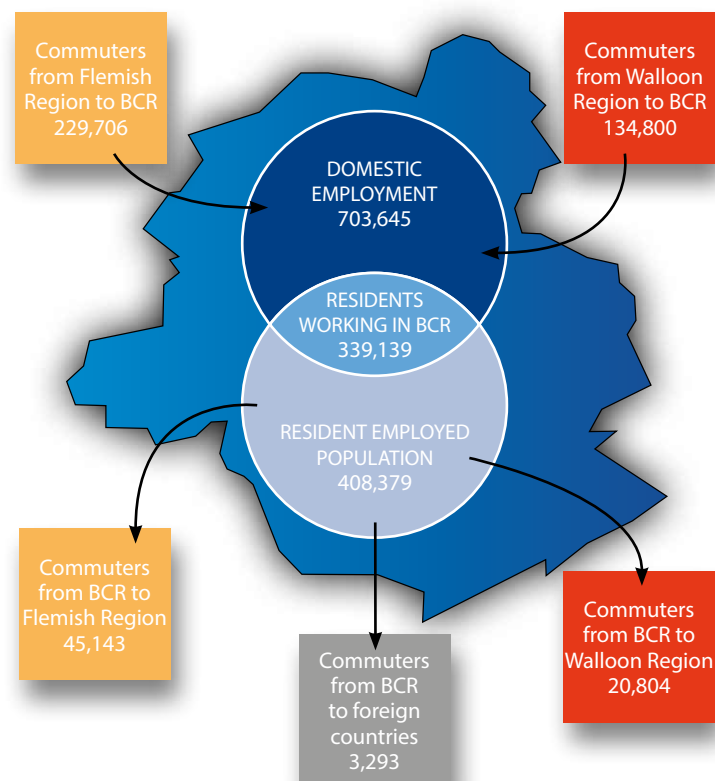 Commuters
from Flemish
Region to BCR
229,706
Commuters
from Walloon
Region to BCR
134,800
DOMESTIC
EMPLOYMENT
703,645
RESIDENTS
WORKING IN BCR
339,139
RESIDENT EMPLOYED
POPULATION
408,379
Commuters
from BCR to
Flemish Region
45,143
Commuters
from BCR
to foreign
countries
3,293
Commuters
from BCR to
Walloon Region
20,804